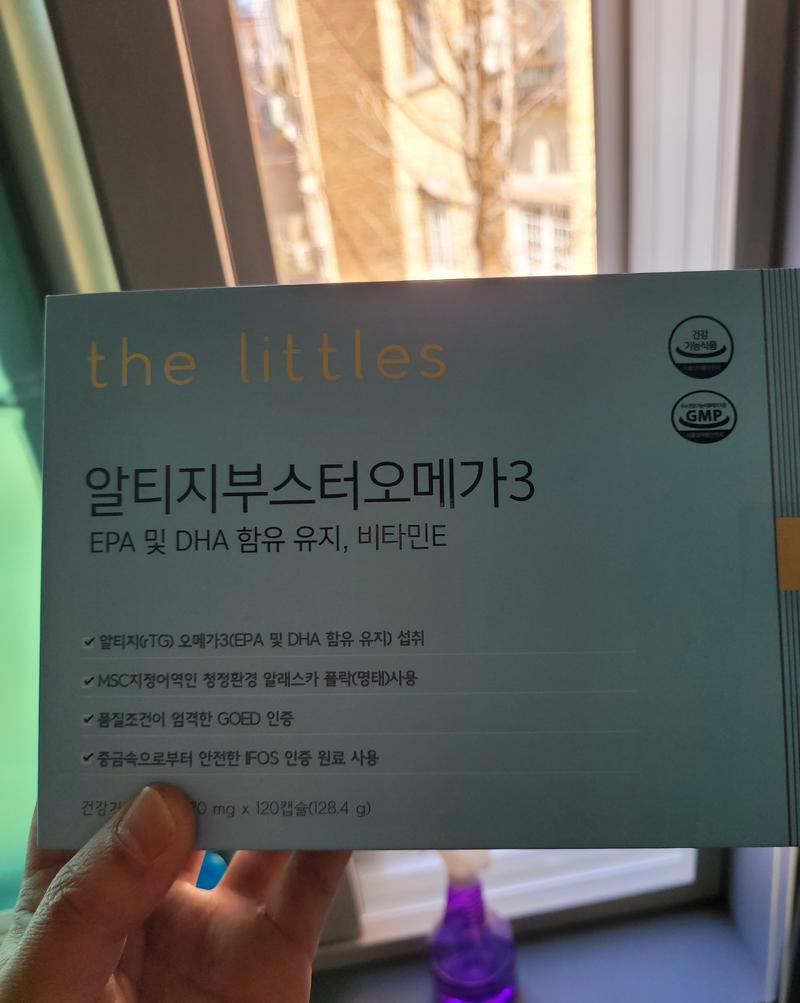 the littles
건강
기능식품
GMP
알티지부스터오메가3
EPA 및 DHA 함유 유지, 비타민E
✔ 알티지(rTG) 오메가3(EPA 및 DHA 함유 유지) 섭취
✔ MSC지정어역인 청정환경 알래스카 폴락(명태)사용
✔ 품질조건이 엄격한 GOED 인증
✔ 중금속으로부터 안전한 IFOS 인증 원료 사용
mg x 120캡슐(128.4 g)